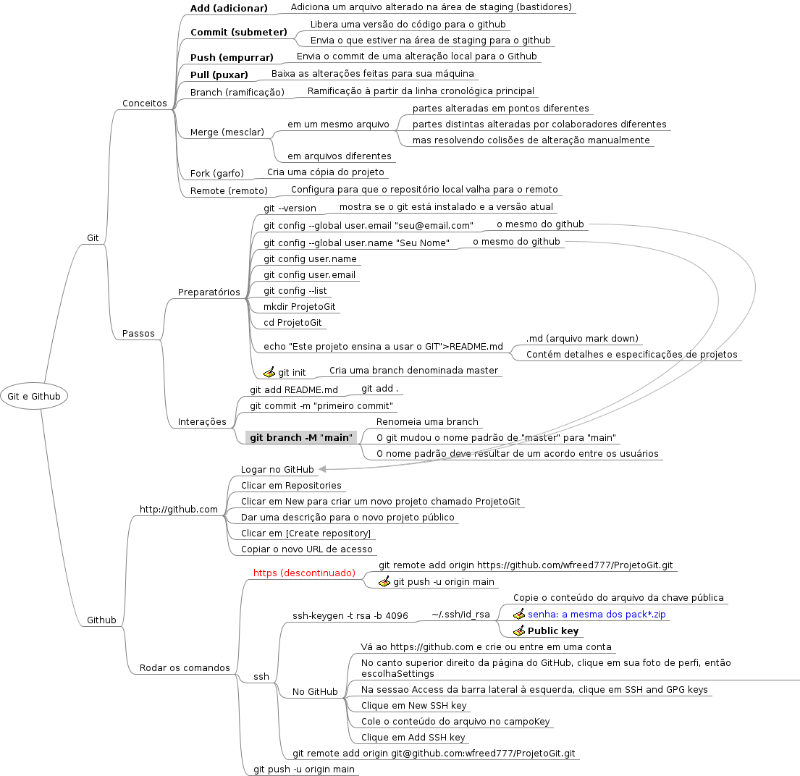 Git e Github
Git
Conceitos
Add (adicionar)
Adiciona um arquivo alterado na área de staging (bastidores)
Commit (submeter)
Libera uma versão do código para o github
Envia o que estiver na área de staging para o github
Push (empurrar)
Envia o commit de uma alteração local para o Github
Pull (puxar)
Baixa as alterações feitas para sua máquina
Branch (ramificação)
Ramificação à partir da linha cronológica principal
Merge (mesclar)
em um mesmo arquivo
partes alteradas em pontos diferentes
partes distintas alteradas por colaboradores diferentes
mas resolvendo colisões de alteração manualmente
em arquivos diferentes
Fork (garfo)
Cria uma cópia do projeto
Remote (remoto)
Configura para que o repositório local valha para o remoto
Passos
Preparatórios
git --version
mostra se o git está instalado e a versão atual
git config --global user.email "seu@email.com"
o mesmo do github
git config --global user.name "Seu Nome"
o mesmo do github
git config user.name
git config user.email
git config --list
mkdir ProjetoGit
cd ProjetoGit
echo "Este projeto ensina a usar o GIT">README.md
.md (arquivo mark down)
Contém detalhes e especificações de projetos
git init
Cria uma branch denominada master
Interações
git add README.md
git add .
git commit -m "primeiro commit"
git branch -M "main"
Renomeia uma branch
O git mudou o nome padrão de "master" para "main"
O nome padrão deve resultar de um acordo entre os usuários
Github
http://github.com
Logar no GitHub
Clicar em Repositories
Clicar em New para criar um novo projeto chamado ProjetoGit
Dar uma descrição para o novo projeto público
Clicar em [Create repository]
Copiar o novo URL de acesso
Rodar os comandos
https (descontinuado)
git remote add origin https://github.com/wfreed777/ProjetoGit.git
git push -u origin main
ssh
ssh-keygen -t rsa -b 4096
~/.ssh/id_rsa
Copie o conteúdo do arquivo da chave pública
senha: a mesma dos pack*.zip
Public key
No GitHub
Vá ao https://github.com e crie ou entre em uma conta
No canto superior direito da página do GitHub, clique em sua foto de perfi, então
escolhaSettings
Na sessao Access da barra lateral à esquerda, clique em SSH and GPG keys
Clique em New SSH key
Cole o conteúdo do arquivo no campoKey
Clique em Add SSH key
git remote add origin git@github.com:wfreed777/ProjetoGit.git
git push -u origin main